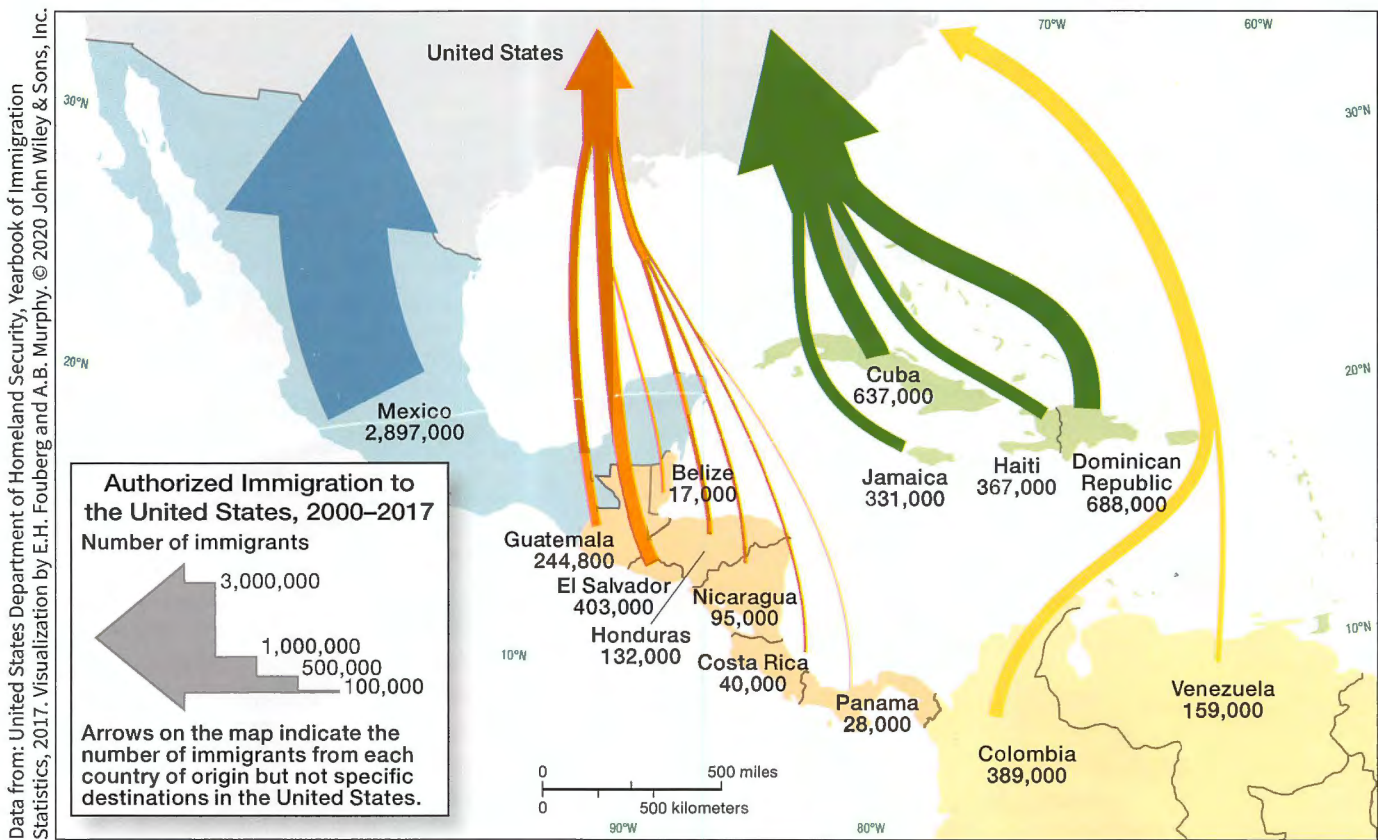 Data from: United States Department of Homeland Security, Yearbook of Immigration
Statistics, 2017. Visualization by E.H. Fouberg and A.B. Murphy. © 2020 John Wiley & Sons, Inc.
70°W
60°W
United States
30°N
30°N
20°N
20°N
Mexico
2,897,000
Cuba
637,000
Jamaica
331,000
Haiti
367,000
Dominican
Republic
688,000
Belize
17,000
Guatemala
244,800
El Salvador
403,000
Honduras
132,000
Nicaragua
95,000
Costa Rica
40,000
Panama
28,000
Colombia
389,000
Venezuela
159,000
10°N
10°N
Authorized Immigration to
the United States, 2000–2017
Number of immigrants
3,000,000
1,000,000
500,000
100,000
Arrows on the map indicate the
number of immigrants from each
country of origin but not specific
destinations in the United States.
0
500 miles
0
500 kilometers
90°W
80°W